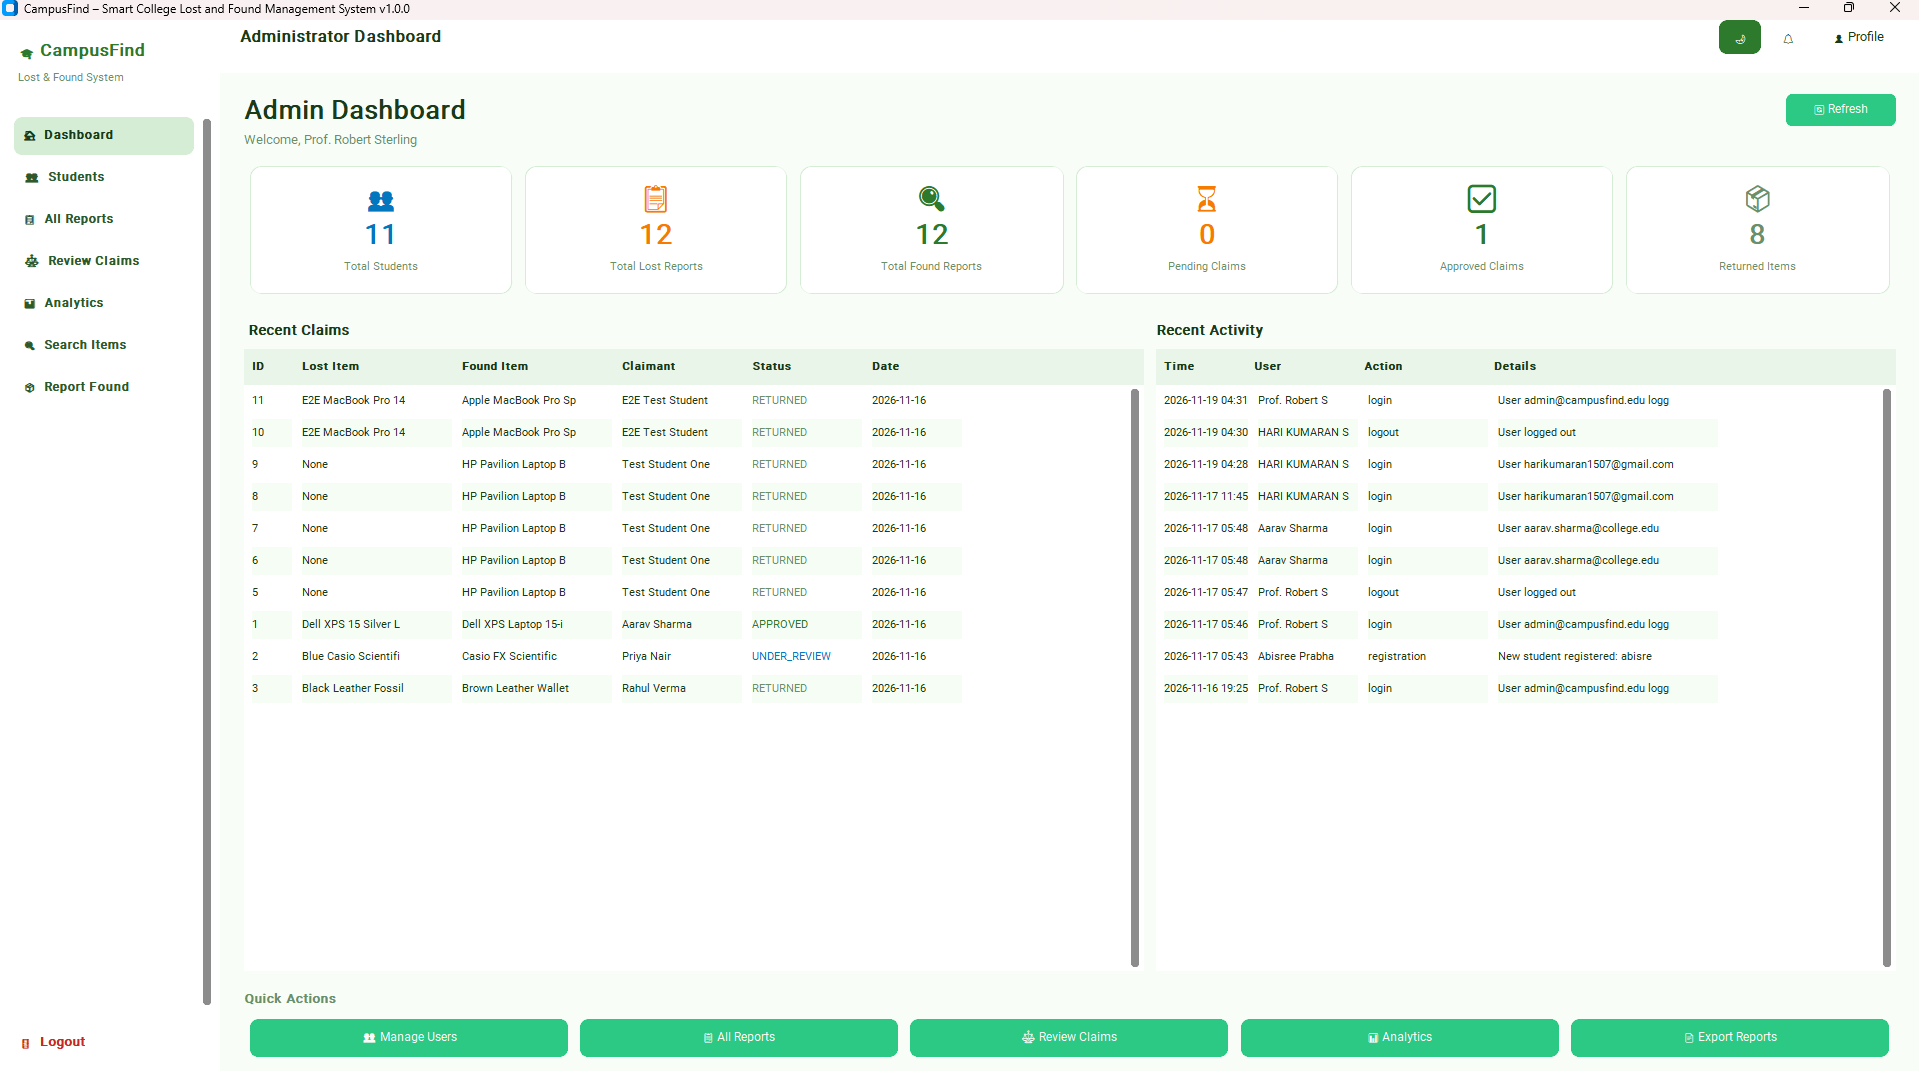 CampusFind – Smart College Lost and Found Management System v1.0.0
CampusFind
Lost & Found System
Dashboard
Students
All Reports
Review Claims
Analytics
Search Items
Report Found
Logout
Administrator Dashboard
Profile
Admin Dashboard
Welcome, Prof. Robert Sterling
Refresh
11
Total Students
12
Total Lost Reports
12
Total Found Reports
0
Pending Claims
1
Approved Claims
8
Returned Items
Recent Claims
ID Lost Item Found Item Claimant Status Date
11 E2E MacBook Pro 14 Apple MacBook Pro Sp E2E Test Student RETURNED 2026-11-16
10 E2E MacBook Pro 14 Apple MacBook Pro Sp E2E Test Student RETURNED 2026-11-16
9 None HP Pavilion Laptop B Test Student One RETURNED 2026-11-16
8 None HP Pavilion Laptop B Test Student One RETURNED 2026-11-16
7 None HP Pavilion Laptop B Test Student One RETURNED 2026-11-16
6 None HP Pavilion Laptop B Test Student One RETURNED 2026-11-16
5 None HP Pavilion Laptop B Test Student One RETURNED 2026-11-16
1 Dell XPS 15 Silver L Dell XPS Laptop 15-i Aarav Sharma APPROVED 2026-11-16
2 Blue Casio Scientifi Casio FX Scientific Priya Nair UNDER_REVIEW 2026-11-16
3 Black Leather Fossil Brown Leather Wallet Rahul Verma RETURNED 2026-11-16
Recent Activity
Time User Action Details
2026-11-19 04:31 Prof. Robert S login User admin@campusfind.edu logg
2026-11-19 04:30 HARI KUMARAN S logout User logged out
2026-11-19 04:28 HARI KUMARAN S login User harikumaran1507@gmail.com
2026-11-17 11:45 HARI KUMARAN S login User harikumaran1507@gmail.com
2026-11-17 05:48 Aarav Sharma login User aarav.sharma@college.edu
2026-11-17 05:48 Aarav Sharma login User aarav.sharma@college.edu
2026-11-17 05:47 Prof. Robert S logout User logged out
2026-11-17 05:46 Prof. Robert S login User admin@campusfind.edu logg
2026-11-17 05:43 Abisree Prabha registration New student registered: abisre
2026-11-16 19:25 Prof. Robert S login User admin@campusfind.edu logg
Quick Actions
Manage Users
All Reports
Review Claims
Analytics
Export Reports